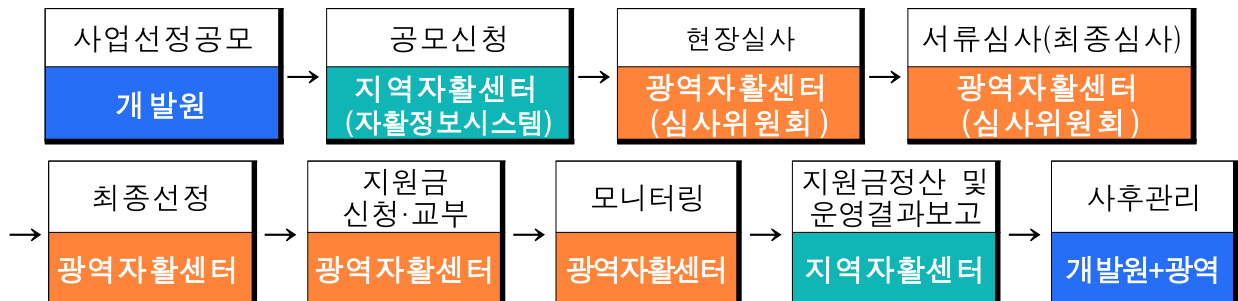 사업선정공모
개발원
→
공모신청
지역자활센터
(자활정보시스템)
→
현장실사
광역자활센터
(심사위원회)
→
서류심사(최종심사)
광역자활센터
(심사위원회)
→
최종선정
광역자활센터
→
지원금
신청·교부
광역자활센터
→
모니터링
광역자활센터
→
지원금정산 및
운영결과보고
지역자활센터
→
사후관리
개발원+광역